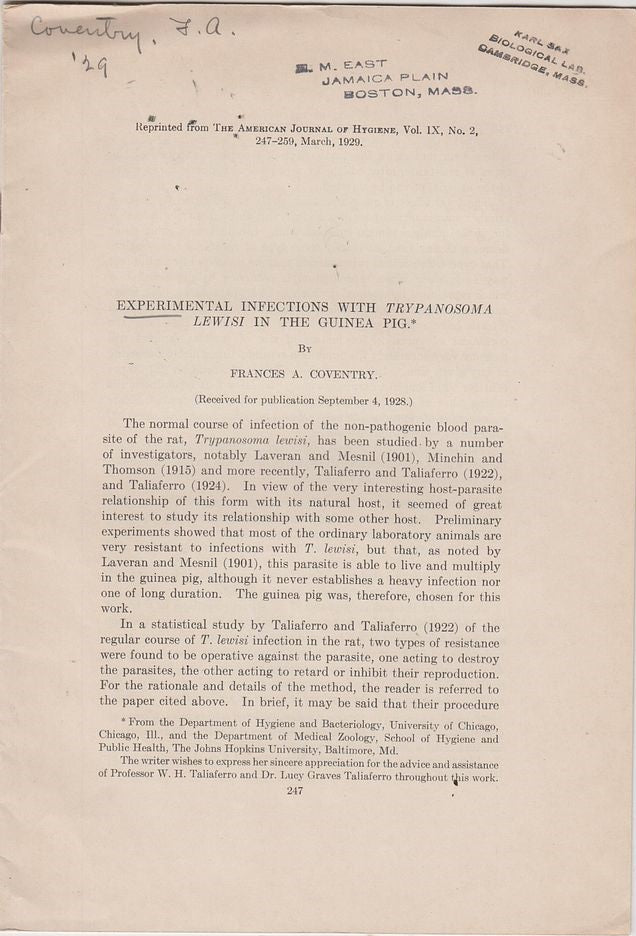 Coventry, F. A.
'29
E. M. EAST
JAMAICA PLAIN
BOSTON, MASS.
KARL SAX
BIOLOGICAL LAB.
CAMBRIDGE, MASS.
Reprinted from THE AMERICAN JOURNAL OF HYGIENE, Vol. IX, No. 2,
247-259, March, 1929.
EXPERIMENTAL INFECTIONS WITH TRYPANOSOMA
LEWISI IN THE GUINEA PIG.*
BY
FRANCES A. COVENTRY.
(Received for publication September 4, 1928.)
The normal course of infection of the non-pathogenic blood para-
site of the rat, Trypanosoma lewisi, has been studied by a number
of investigators, notably Laveran and Mesnil (1901), Minchin and
Thomson (1915) and more recently, Taliaferro and Taliaferro (1922),
and Taliaferro (1924). In view of the very interesting host-parasite
relationship of this form with its natural host, it seemed of great
interest to study its relationship with some other host. Preliminary
experiments showed that most of the ordinary laboratory animals are
very resistant to infections with T. lewisi, but that, as noted by
Laveran and Mesnil (1901), this parasite is able to live and multiply
in the guinea pig, although it never establishes a heavy infection nor
one of long duration. The guinea pig was, therefore, chosen for this
work.
In a statistical study by Taliaferro and Taliaferro (1922) of the
regular course of T. lewisi infection in the rat, two types of resistance
were found to be operative against the parasite, one acting to destroy
the parasites, the other acting to retard or inhibit their reproduction.
For the rationale and details of the method, the reader is referred to
the paper cited above. In brief, it may be said that their procedure
* From the Department of Hygiene and Bacteriology, University of Chicago,
Chicago, Ill., and the Department of Medical Zoology, School of Hygiene and
Public Health, The Johns Hopkins University, Baltimore, Md.
The writer wishes to express her sincere appreciation for the advice and assistance
of Professor W. H. Taliaferro and Dr. Lucy Graves Taliaferro throughout this work.
247